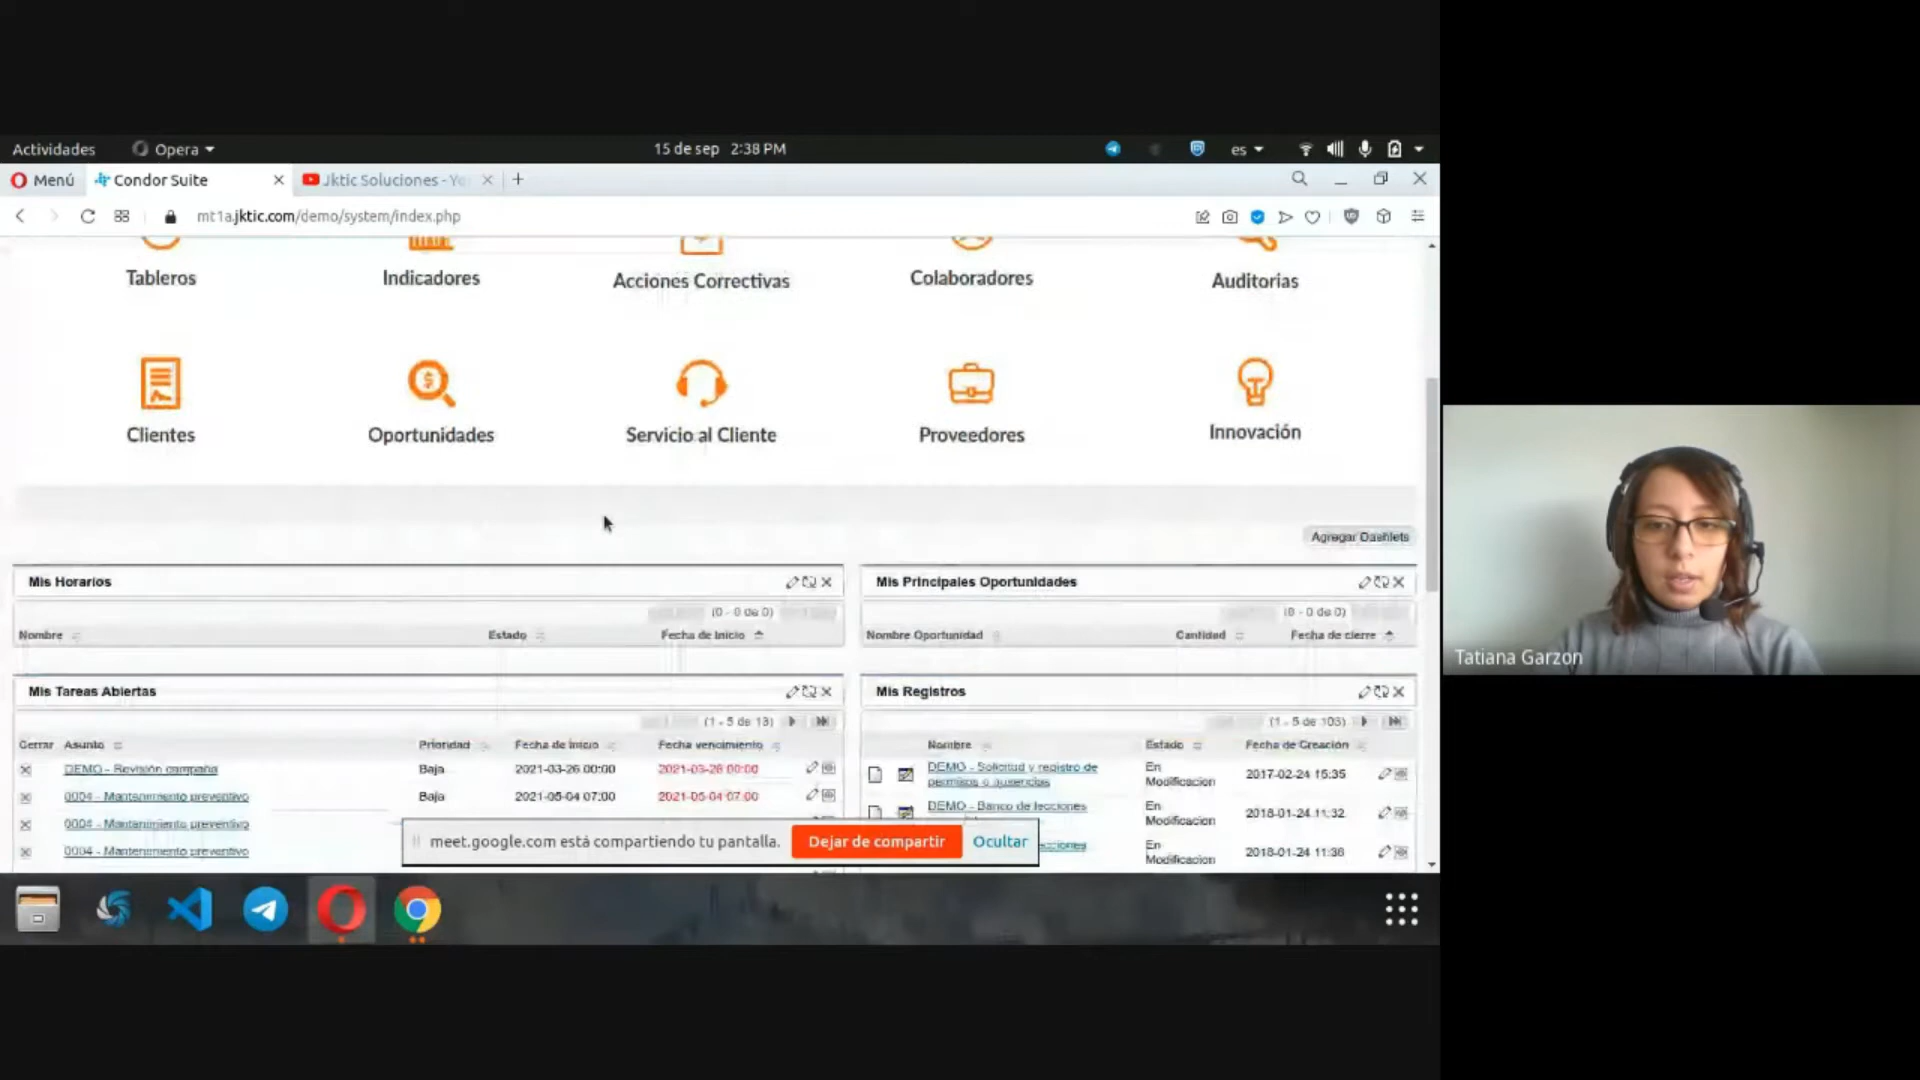 Actividades Opera 15 de sep 2:38 PM es
Menú Condor Suite Jktic Soluciones - Yo
mt1a.jktic.com/demo/system/index.php
Tableros Indicadores Acciones Correctivas Colaboradores Auditorias
Clientes Oportunidades Servicio al Cliente Proveedores Innovación
Agregar Dashlets
Mis Horarios
(0 - 0 de 0)
Nombre Estado Fecha de Inicio
Mis Principales Oportunidades
(0 - 0 de 0)
Nombre Oportunidad Cantidad Fecha de cierre
Mis Tareas Abiertas
(1 - 5 de 13)
Cerrar Asunto Prioridad Fecha de Inicio Fecha vencimiento
DEMO - Revisión campaña Baja 2021-03-26 00:00 2021-03-28 00:00
0004 - Mantenimiento preventivo Baja 2021-05-04 07:00 2021-05-04 07:00
0004 - Mantenimiento preventivo
0004 - Mantenimiento preventivo
Mis Registros
(1 - 5 de 103)
Nombre Estado Fecha de Creación
DEMO - Solicitud y registro de permisos o ausencias En Modificacion 2017-02-24 15:35
DEMO - Banco de lecciones En Modificacion 2018-01-24 11:32
En Modificacion 2018-01-24 11:36
meet.google.com está compartiendo tu pantalla. Dejar de compartir Ocultar
Tatiana Garzon